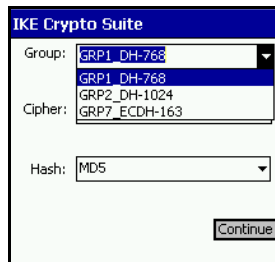 IKE Crypto Suite
Group: GRP1_DH-768
GRP1_DH-768
GRP2_DH-1024
Cipher: GRP7_ECDH-163
Hash: MD5
Continue